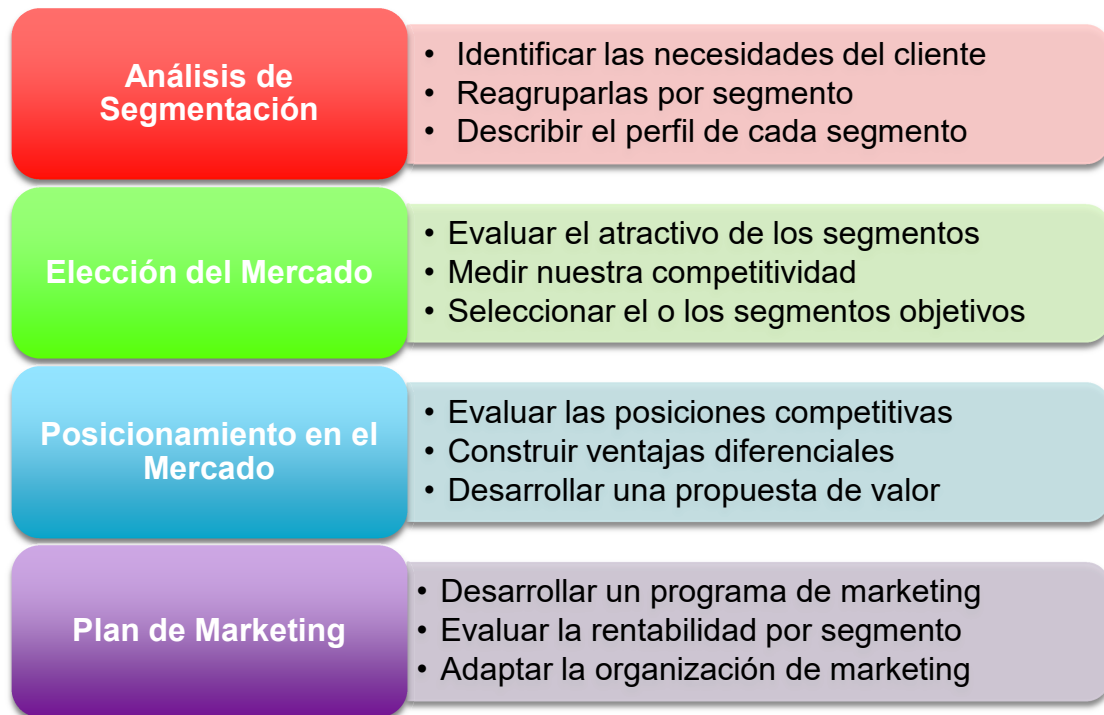 Análisis de
Segmentación
• Identificar las necesidades del cliente
• Reagruparlas por segmento
• Describir el perfil de cada segmento
Elección del Mercado
• Evaluar el atractivo de los segmentos
• Medir nuestra competitividad
• Seleccionar el o los segmentos objetivos
Posicionamiento en el
Mercado
• Evaluar las posiciones competitivas
• Construir ventajas diferenciales
• Desarrollar una propuesta de valor
Plan de Marketing
• Desarrollar un programa de marketing
• Evaluar la rentabilidad por segmento
• Adaptar la organización de marketing